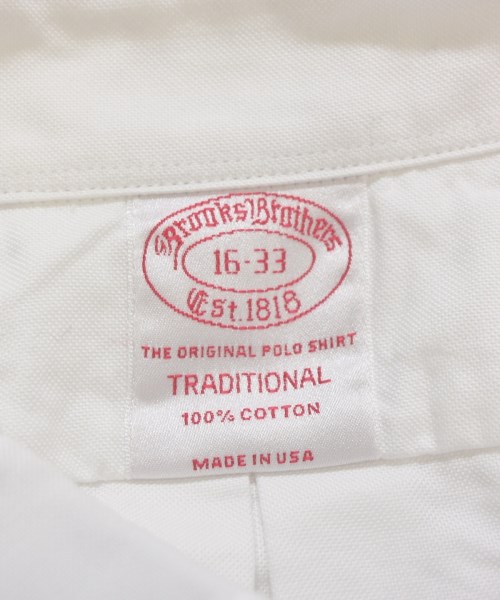 Brooks Brothers
16-33
Est.1818
THE ORIGINAL POLO SHIRT
TRADITIONAL
100% COTTON
MADE IN USA